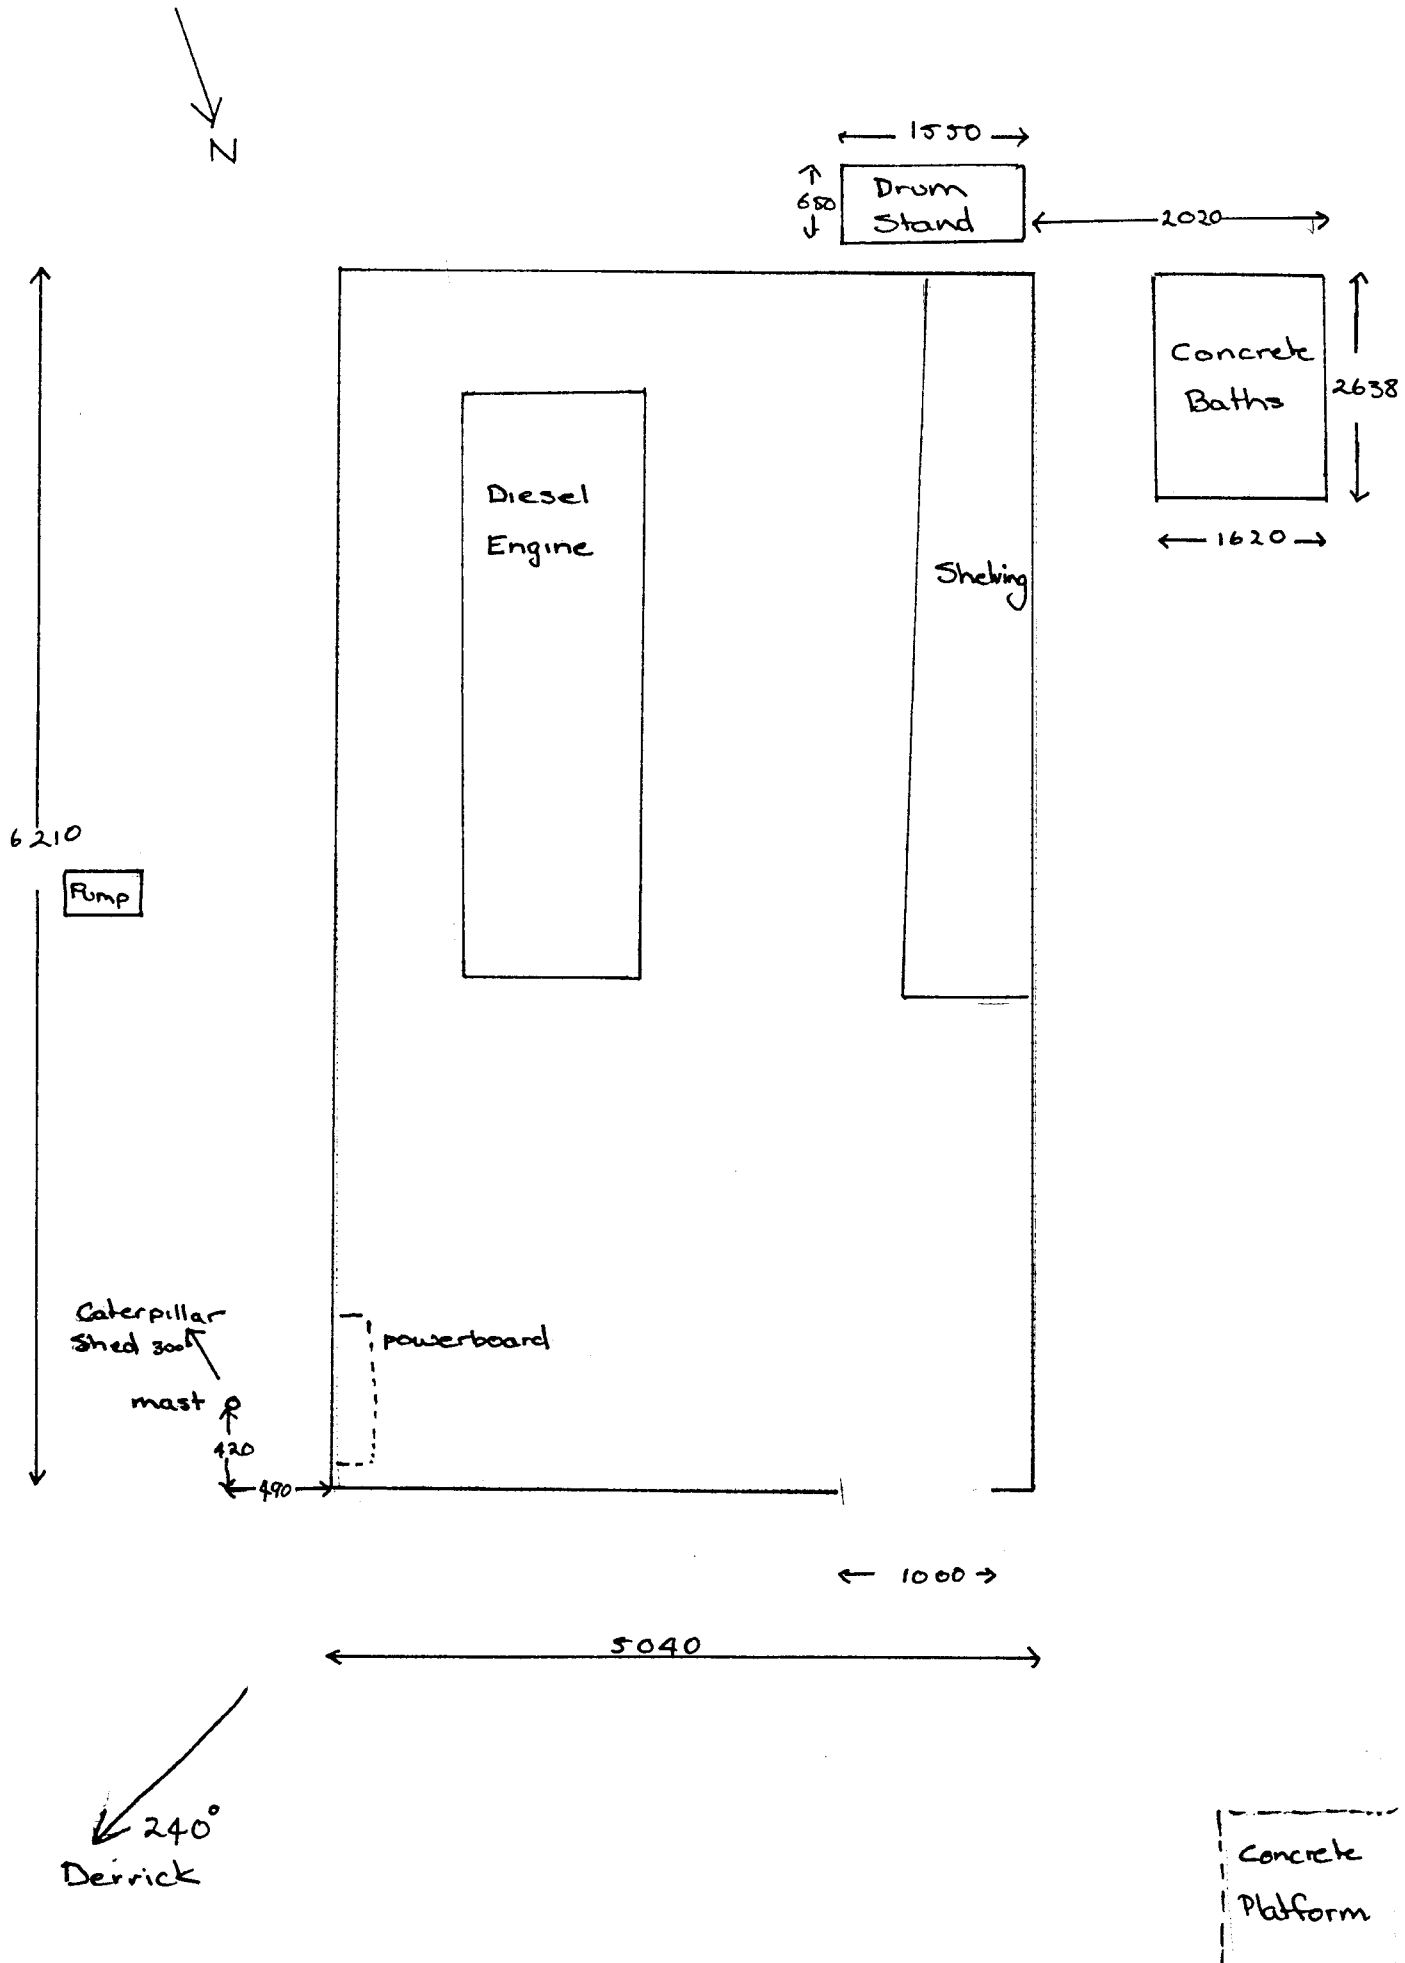 N
1550
Drum
Stand
650
2020
Concrete
Baths
2638
1620
Diesel
Engine
Shelving
6210
Pump
Caterpillar
Shed 300°
powerboard
mast
420
490
1000
5040
240°
Derrick
Concrete
Platform